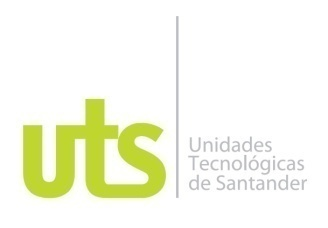 uts
Unidades
Tecnológicas
de Santander